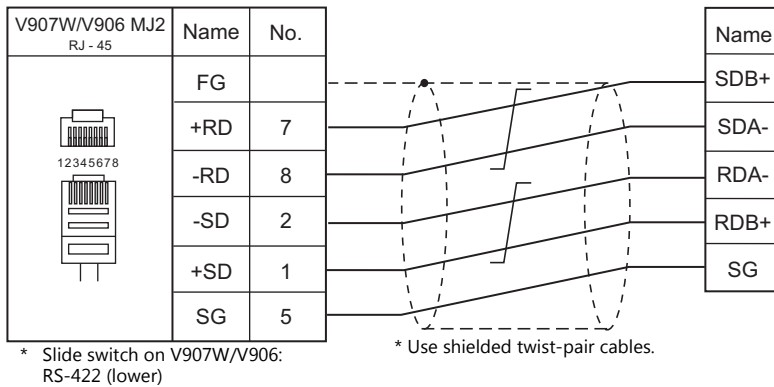 V907W/V906 MJ2
RJ - 45
Name No.
Name
FG
SDB+
+RD 7
SDA-
12345678
-RD 8
RDA-
-SD 2
RDB+
+SD 1
SG
SG 5
* Slide switch on V907W/V906:
RS-422 (lower)
* Use shielded twist-pair cables.